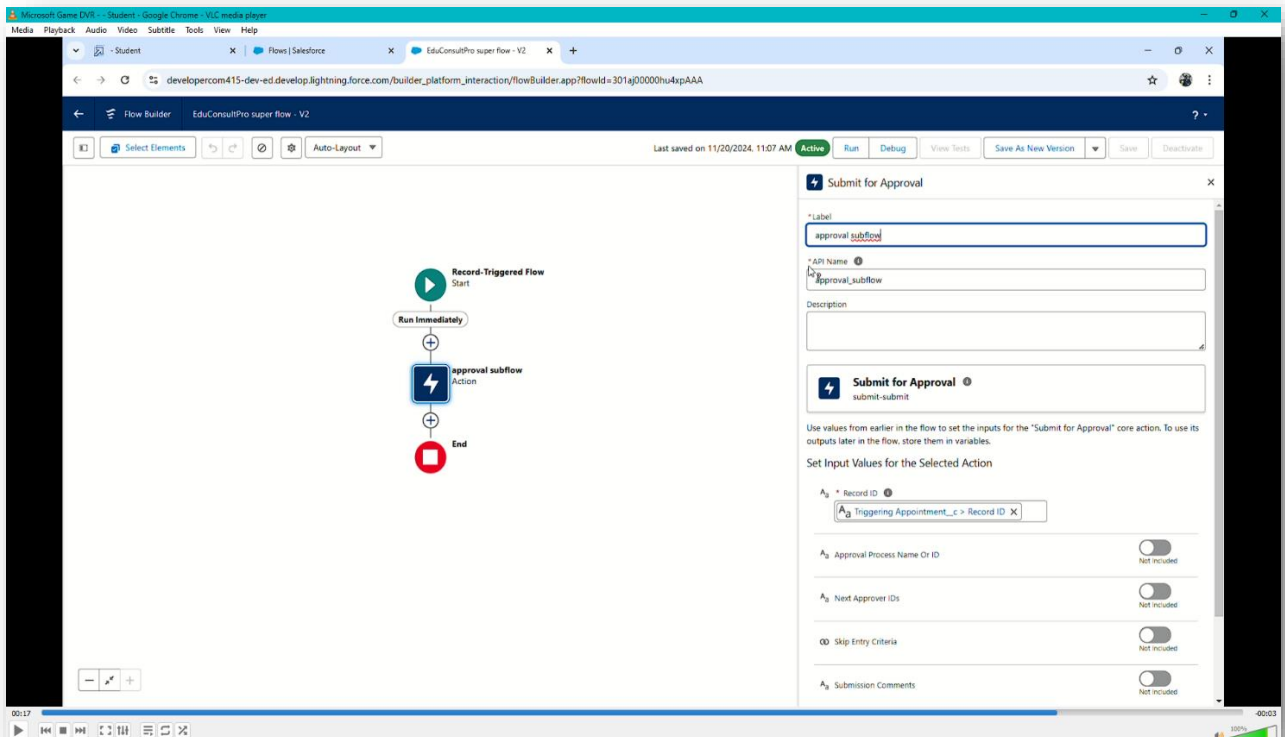 Microsoft Game DVR - - Student - Google Chrome - VLC media player
Media Playback Audio Video Subtitle Tools View Help
- Student
Flows | Salesforce
EduConsultPro super flow - V2
developercom415-dev-ed.develop.lightning.force.com/builder_platform_interaction/flowBuilder.app?flowId=301aj00000hu4xpAAA
Flow Builder EduConsultPro super flow - V2
?
Select Elements
Auto-Layout
Last saved on 11/20/2024, 11:07 AM
Active
Run
Debug
View Tests
Save As New Version
Save
Deactivate
Record-Triggered Flow
Start
Run Immediately
approval subflow
Action
End
Submit for Approval
*Label
approval subflow
*API Name
approval_subflow
Description
Submit for Approval
submit-submit
Use values from earlier in the flow to set the inputs for the "Submit for Approval" core action. To use its
outputs later in the flow, store them in variables.
Set Input Values for the Selected Action
Aa * Record ID
Aa Triggering Appointment__c > Record ID
Aa Approval Process Name Or ID
Not Included
Aa Next Approver IDs
Not Included
Skip Entry Criteria
Not Included
Aa Submission Comments
Not Included
00:17
-00:03
100%